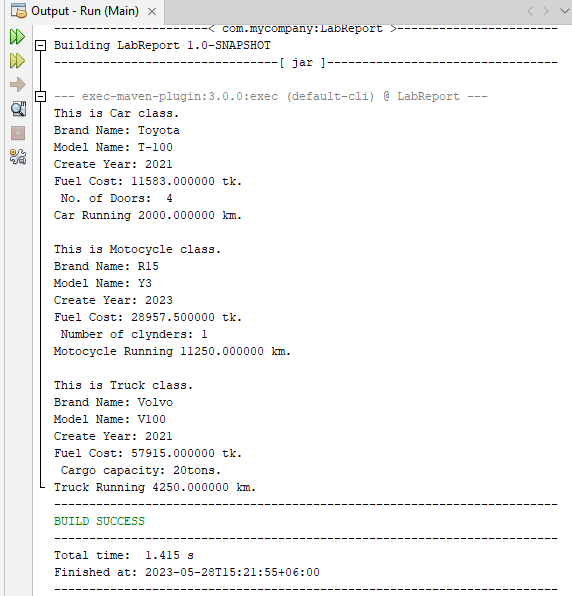 Output - Run (Main)
----------------------< com.mycompany:LabReport >-----------------------
Building LabReport 1.0-SNAPSHOT
--------------------------------[ jar ]---------------------------------
--- exec-maven-plugin:3.0.0:exec (default-cli) @ LabReport ---
This is Car class.
Brand Name: Toyota
Model Name: T-100
Create Year: 2021
Fuel Cost: 11583.000000 tk.
 No. of Doors:  4
Car Running 2000.000000 km.
This is Motocycle class.
Brand Name: R15
Model Name: Y3
Create Year: 2023
Fuel Cost: 28957.500000 tk.
 Number of clynders: 1
Motocycle Running 11250.000000 km.
This is Truck class.
Brand Name: Volvo
Model Name: V100
Create Year: 2021
Fuel Cost: 57915.000000 tk.
 Cargo capacity: 20tons.
Truck Running 4250.000000 km.
------------------------------------------------------------------------
BUILD SUCCESS
------------------------------------------------------------------------
Total time:  1.415 s
Finished at: 2023-05-28T15:21:55+06:00
------------------------------------------------------------------------